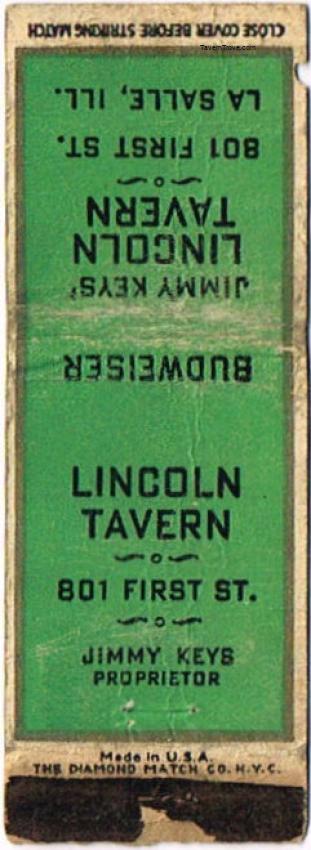 CLOSE COVER BEFORE STRIKING MATCH
TavernTrove.com
BUDWEISER
JIMMY KEYS'
LINCOLN
TAVERN
801 FIRST ST.
LA SALLE, ILL.
LINCOLN
TAVERN
801 FIRST ST.
JIMMY KEYS
PROPRIETOR
Made in U.S.A.
THE DIAMOND MATCH CO. N.Y.C.